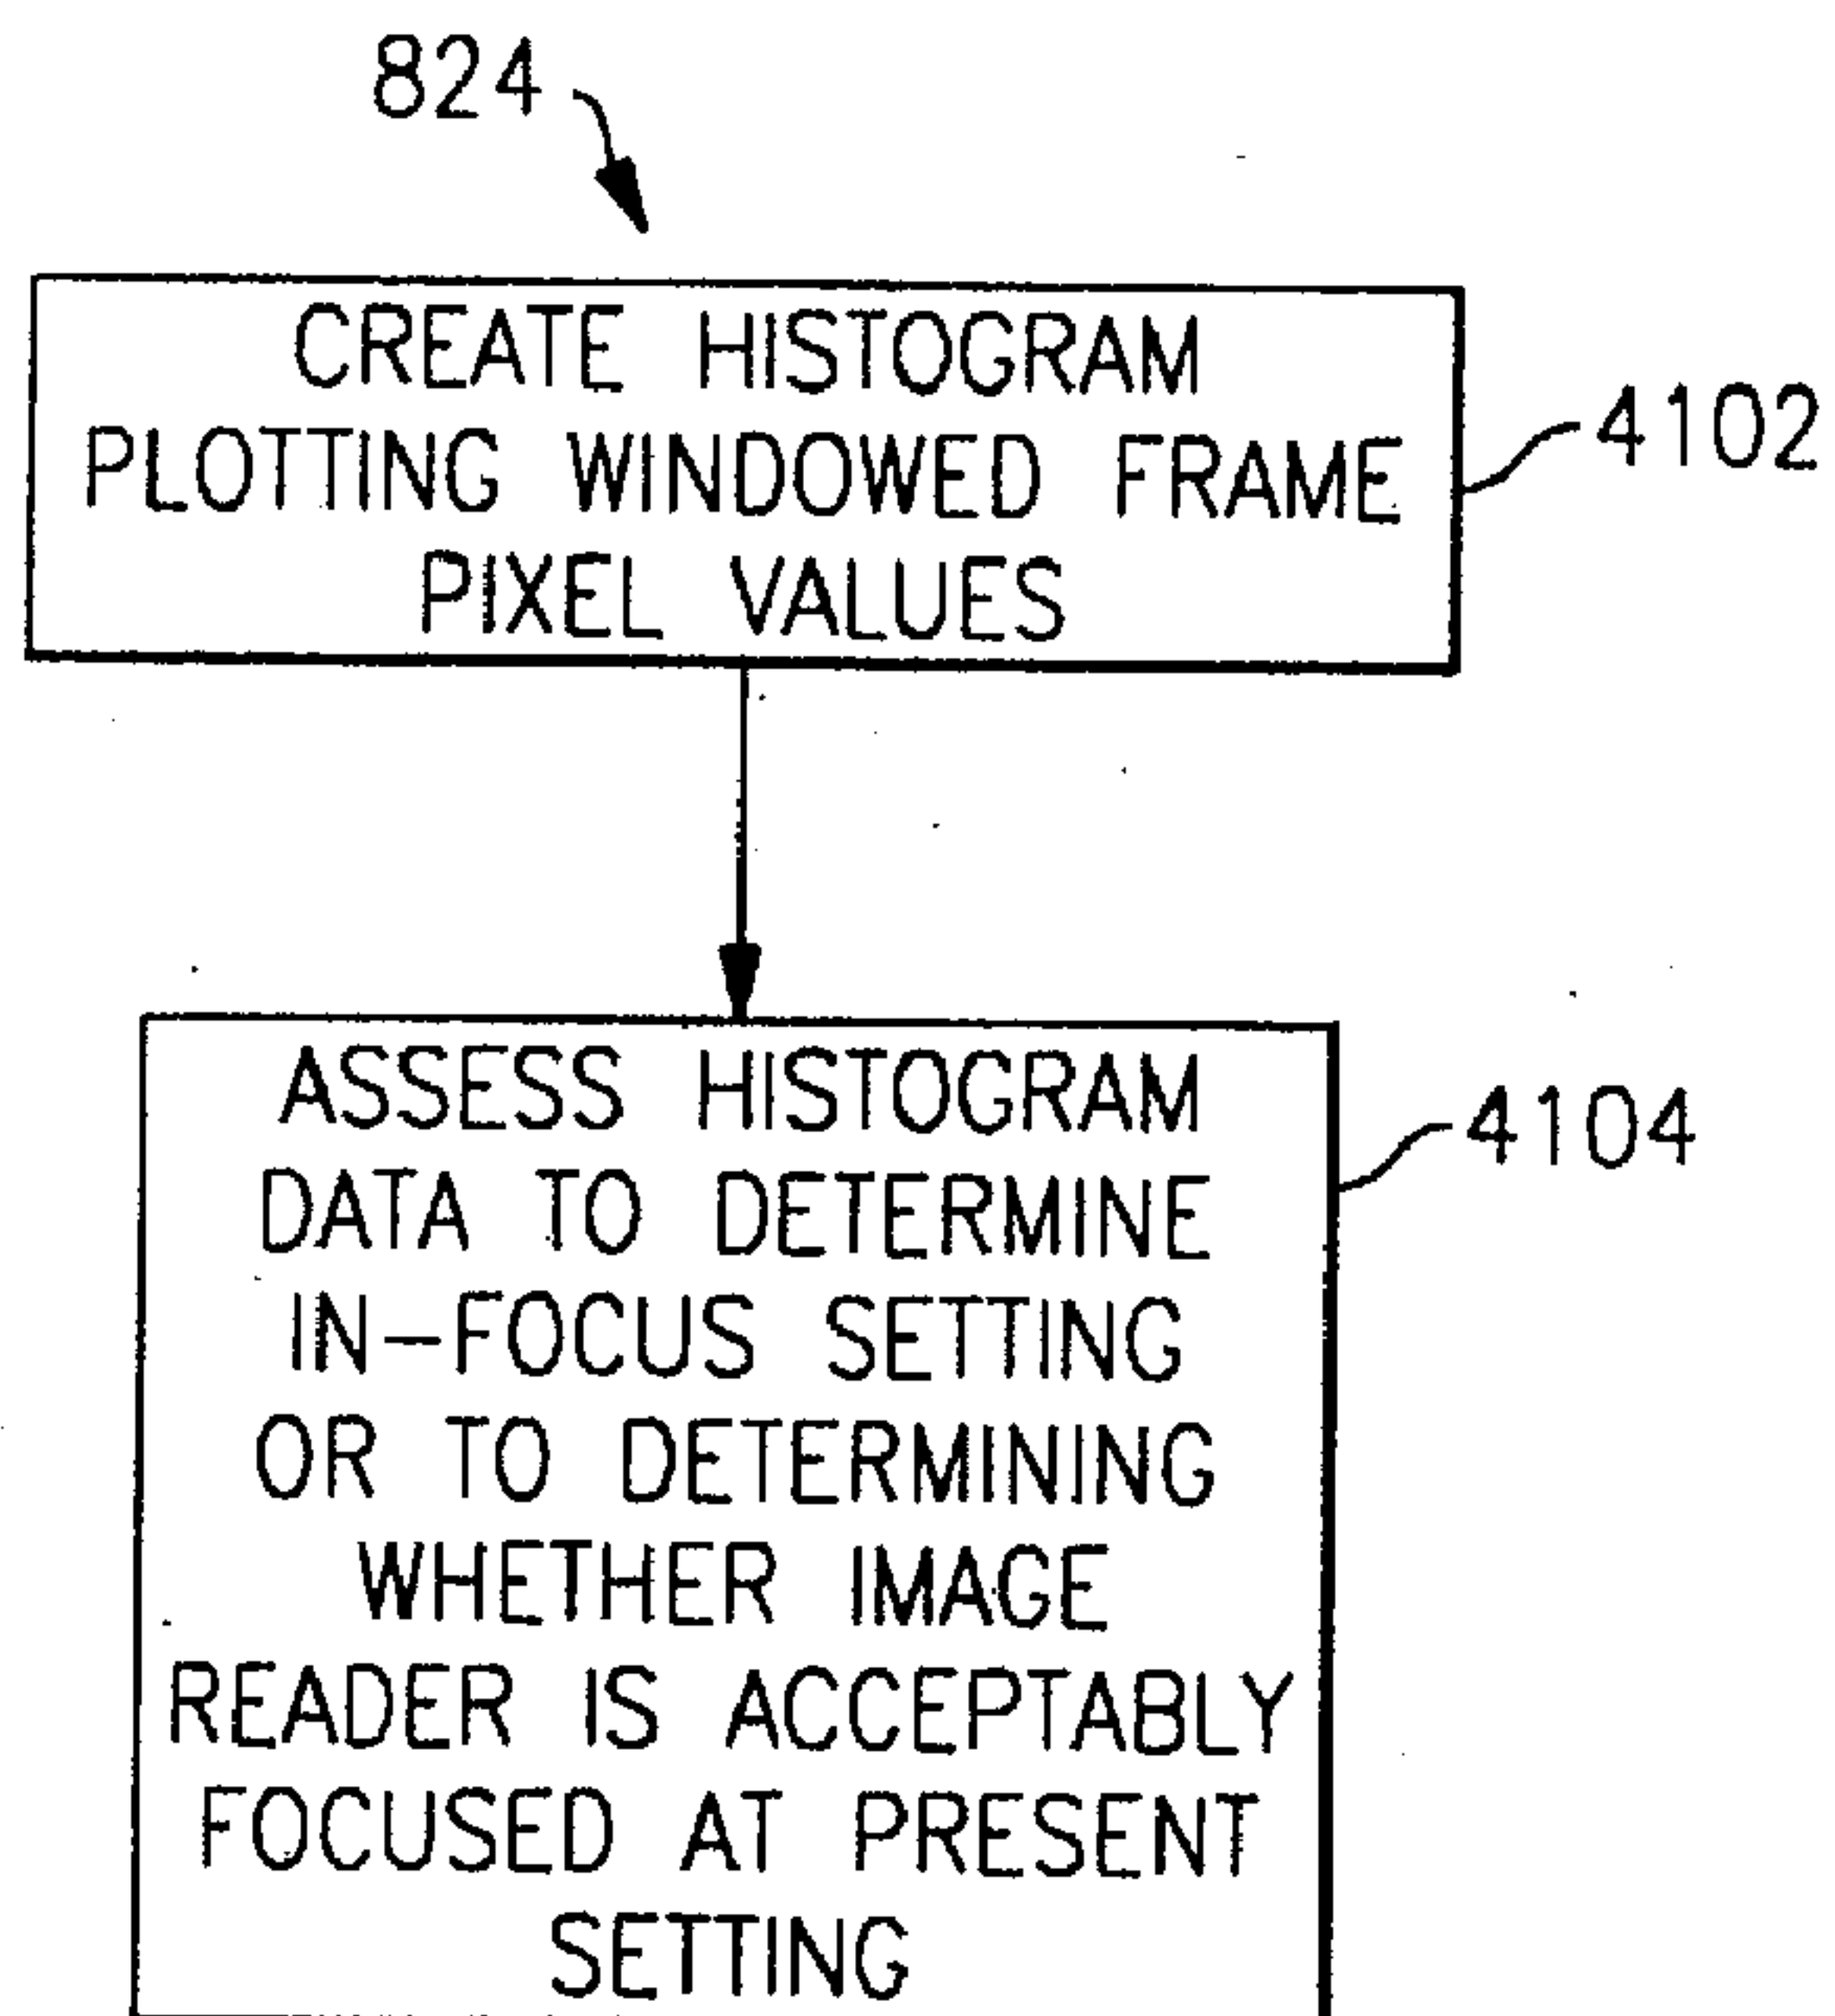 824
CREATE HISTOGRAM
PLOTTING WINDOWED FRAME
PIXEL VALUES
4102
ASSESS HISTOGRAM
DATA TO DETERMINE
IN-FOCUS SETTING
OR TO DETERMINING
WHETHER IMAGE
READER IS ACCEPTABLY
FOCUSED AT PRESENT
SETTING
4104